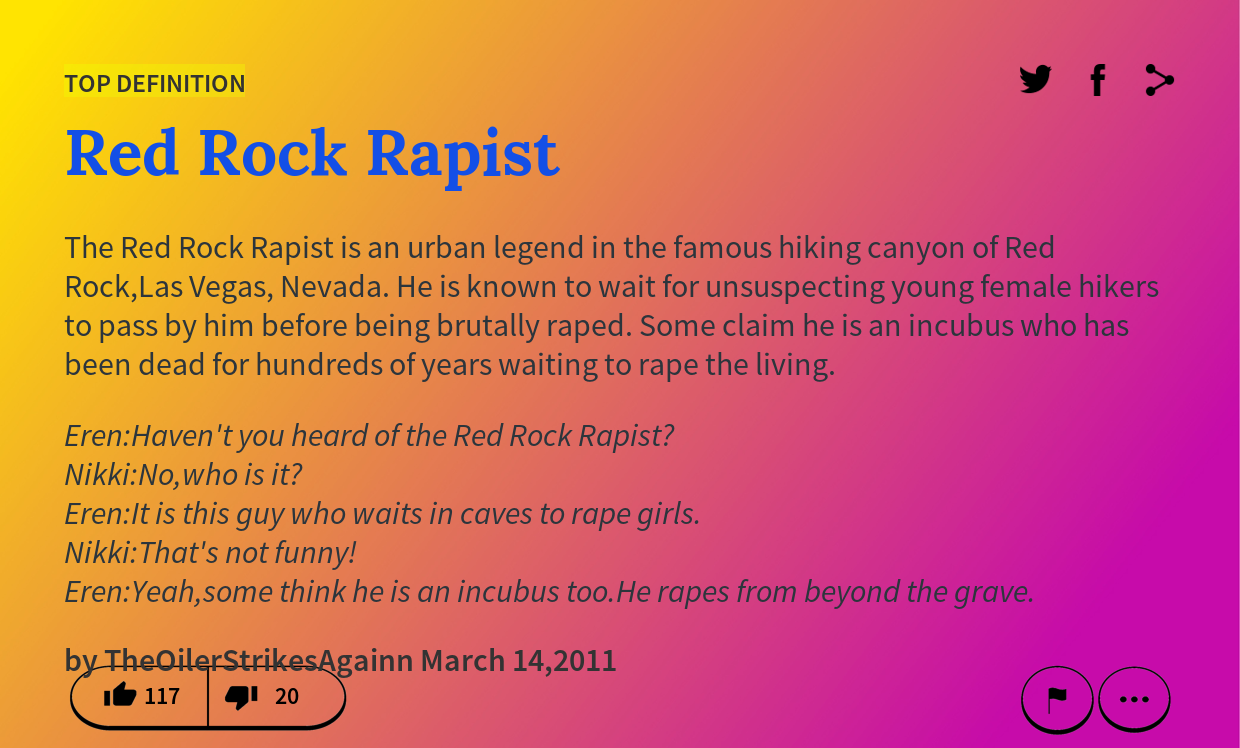 TOP DEFINITION
Red Rock Rapist
The Red Rock Rapist is an urban legend in the famous hiking canyon of Red
Rock,Las Vegas, Nevada. He is known to wait for unsuspecting young female hikers
to pass by him before being brutally raped. Some claim he is an incubus who has
been dead for hundreds of years waiting to rape the living.
Eren:Haven't you heard of the Red Rock Rapist?
Nikki:No,who is it?
Eren:It is this guy who waits in caves to rape girls.
Nikki:That's not funny!
Eren:Yeah,some think he is an incubus too.He rapes from beyond the grave.
by TheOilerStrikesAgainn March 14,2011
117 20